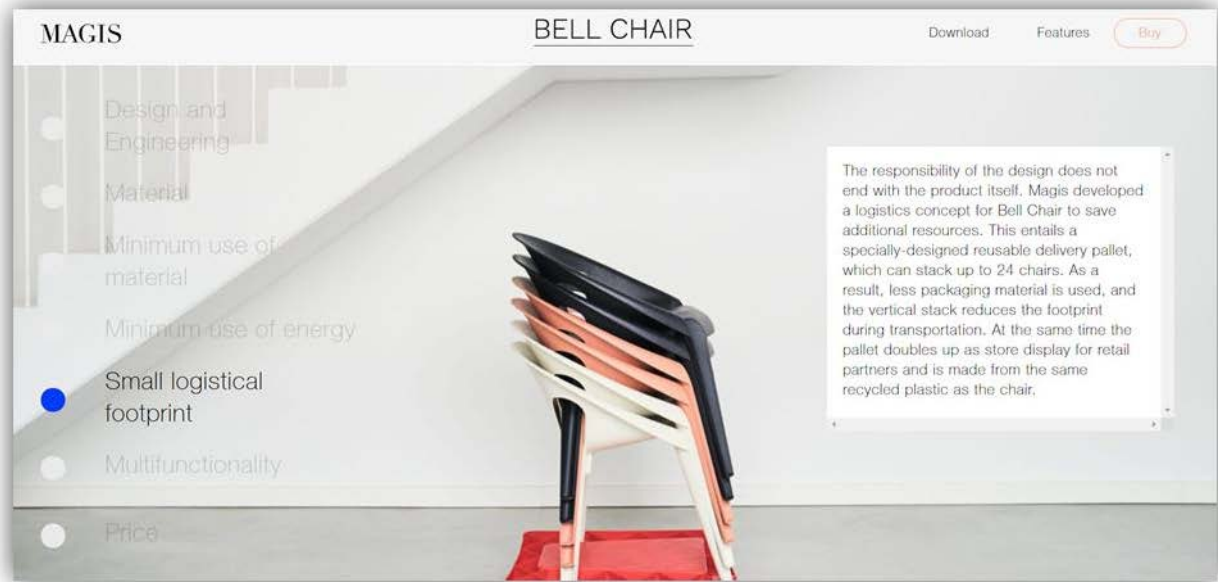 MAGIS
BELL CHAIR
Download
Features
Buy
Design and
Engineering
Material
Minimum use of
material
Minimum use of energy
Small logistical
footprint
Multifunctionality
Price
The responsibility of the design does not
end with the product itself. Magis developed
a logistics concept for Bell Chair to save
additional resources. This entails a
specially-designed reusable delivery pallet,
which can stack up to 24 chairs. As a
result, less packaging material is used, and
the vertical stack reduces the footprint
during transportation. At the same time the
pallet doubles up as store display for retail
partners and is made from the same
recycled plastic as the chair.